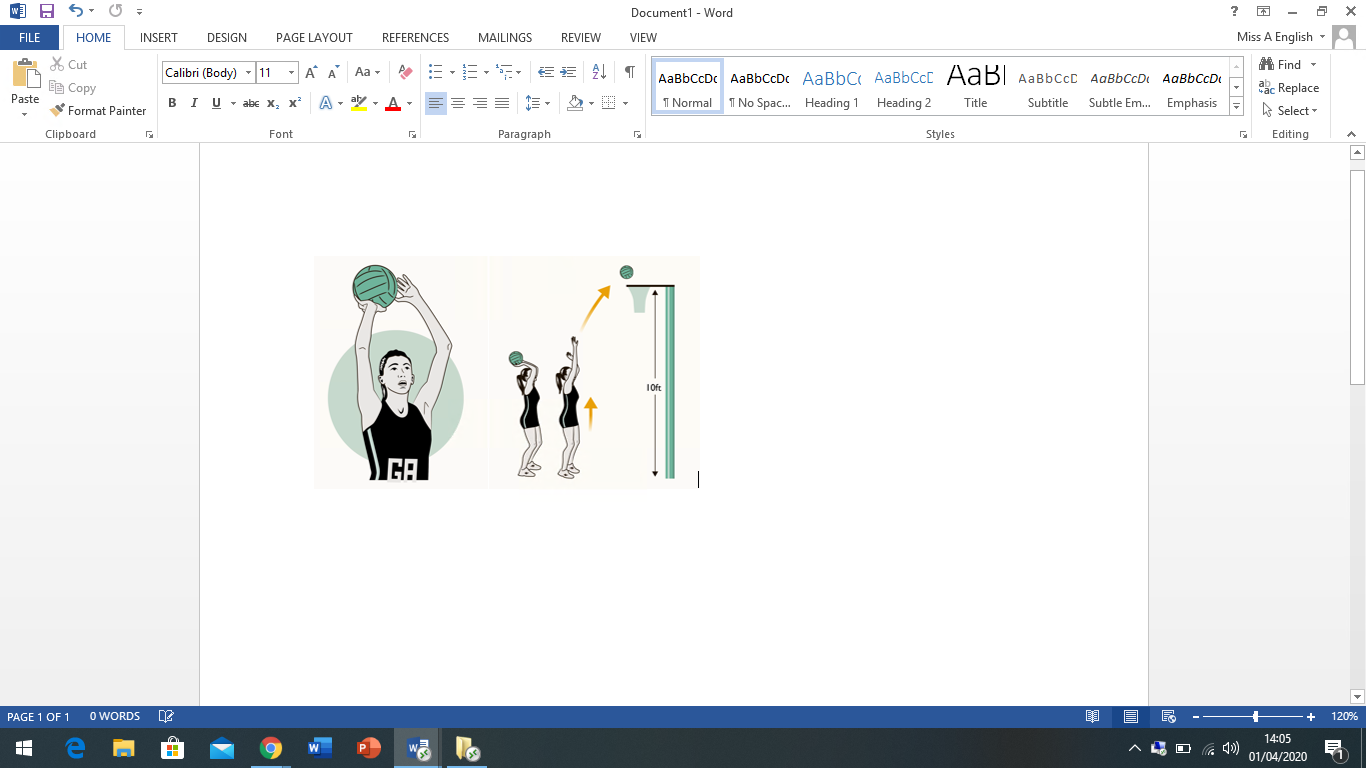 Document1 - Word
?
FILE HOME INSERT DESIGN PAGE LAYOUT REFERENCES MAILINGS REVIEW VIEW
Miss A English
Paste
Cut
Copy
Format Painter
Clipboard
Calibri (Body) 11
B I U abc x₂ x²
Font
Paragraph
AaBbCcDc AaBbCcDc AaBbCc AaBbCcD AaBl AaBbCcD AaBbCcDc AaBbCcDc
¶ Normal ¶ No Spac... Heading 1 Heading 2 Title Subtitle Subtle Em... Emphasis
Styles
Find
Replace
Select
Editing
GA
10ft
PAGE 1 OF 1 0 WORDS
120%
14:05
01/04/2020
1